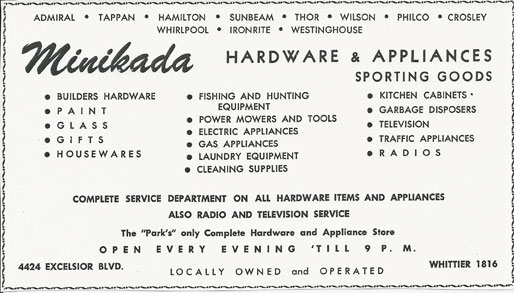 ADMIRAL • TAPPAN • HAMILTON • SUNBEAM • THOR • WILSON • PHILCO • CROSLEY
WHIRLPOOL • IRONRITE • WESTINGHOUSE
Minikada HARDWARE & APPLIANCES
SPORTING GOODS
• BUILDERS HARDWARE
• PAINT
• GLASS
• GIFTS
• HOUSEWARES
• FISHING AND HUNTING
EQUIPMENT
• POWER MOWERS AND TOOLS
• ELECTRIC APPLIANCES
• GAS APPLIANCES
• LAUNDRY EQUIPMENT
• CLEANING SUPPLIES
• KITCHEN CABINETS
• GARBAGE DISPOSERS
• TELEVISION
• TRAFFIC APPLIANCES
• RADIOS
COMPLETE SERVICE DEPARTMENT ON ALL HARDWARE ITEMS AND APPLIANCES
ALSO RADIO AND TELEVISION SERVICE
The "Park's" only Complete Hardware and Appliance Store
OPEN EVERY EVENING 'TILL 9 P. M.
4424 EXCELSIOR BLVD. WHITTIER 1816
LOCALLY OWNED and OPERATED